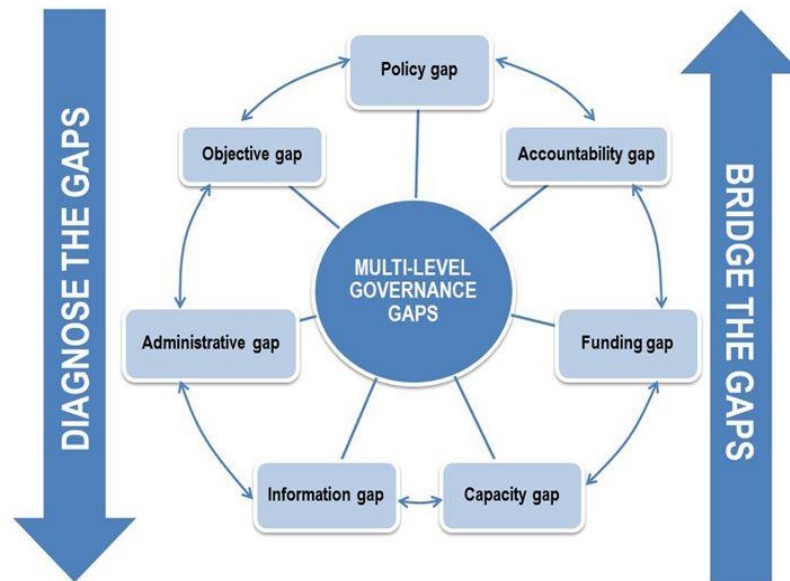 DIAGNOSE THE GAPS
Policy gap
Objective gap
Accountability gap
MULTI-LEVEL
GOVERNANCE
GAPS
Administrative gap
Funding gap
Information gap
Capacity gap
BRIDGE THE GAPS